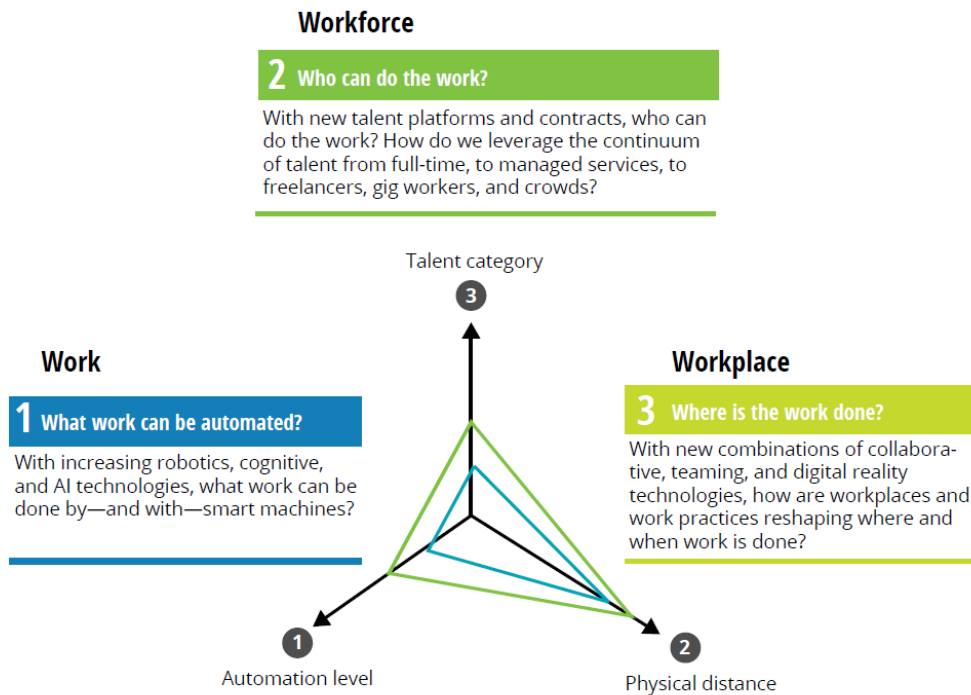 Workforce
2 Who can do the work?
With new talent platforms and contracts, who can
do the work? How do we leverage the continuum
of talent from full-time, to managed services, to
freelancers, gig workers, and crowds?
Talent category
3
Work
1 What work can be automated?
With increasing robotics, cognitive,
and AI technologies, what work can be
done by—and with—smart machines?
Workplace
3 Where is the work done?
With new combinations of collabora-
tive, teaming, and digital reality
technologies, how are workplaces and
work practices reshaping where and
when work is done?
1
Automation level
2
Physical distance